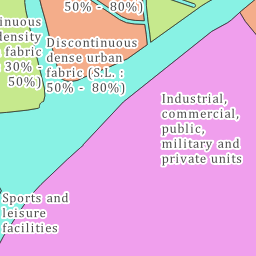 50% - 80%)
inuous
density
fabric
30% -
50%)
Discontinuous
dense urban
fabric (S.L. :
50% - 80%)
Industrial,
commercial,
public,
military and
private units
Sports and
leisure
facilities